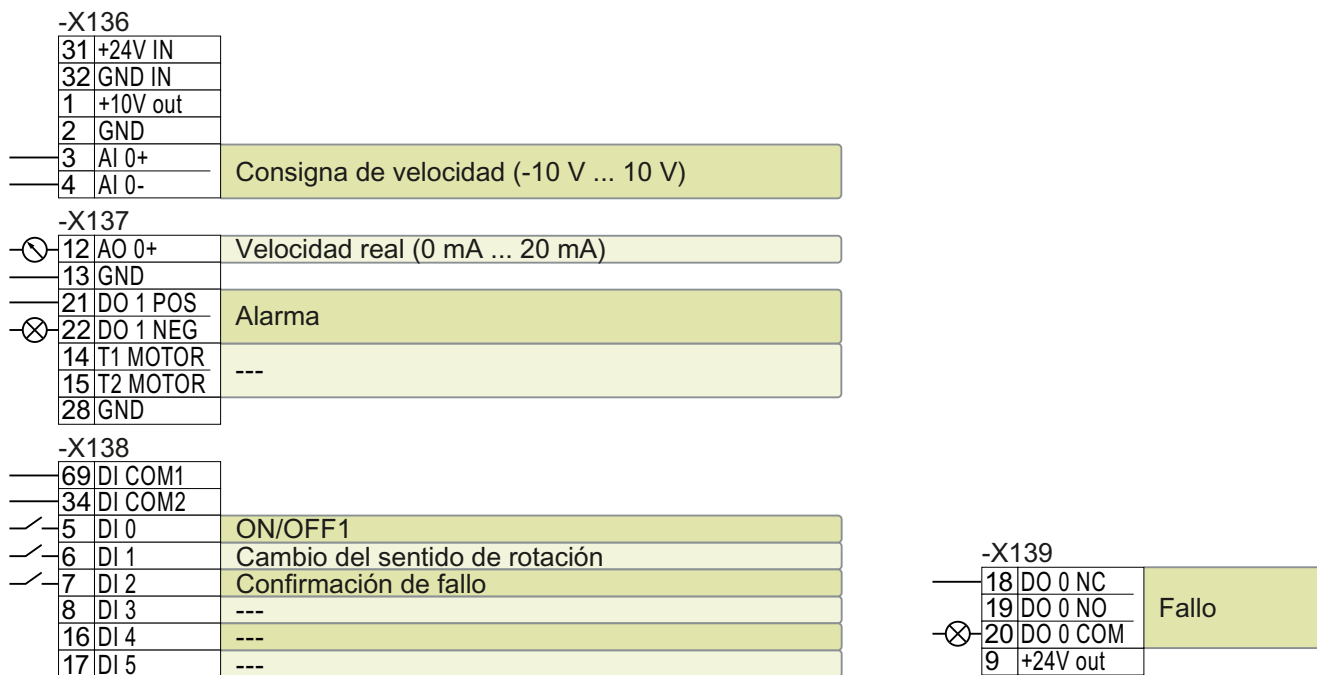 -X136
31 +24V IN
32 GND IN
1 +10V out
2 GND
3 AI 0+
4 AI 0-
Consigna de velocidad (-10 V ... 10 V)
-X137
12 AO 0+ Velocidad real (0 mA ... 20 mA)
13 GND
21 DO 1 POS
22 DO 1 NEG
Alarma
14 T1 MOTOR
15 T2 MOTOR
---
28 GND
-X138
69 DI COM1
34 DI COM2
5 DI 0 ON/OFF1
6 DI 1 Cambio del sentido de rotación
7 DI 2 Confirmación de fallo
8 DI 3 ---
16 DI 4 ---
17 DI 5 ---
-X139
18 DO 0 NC
19 DO 0 NO
20 DO 0 COM
Fallo
9 +24V out